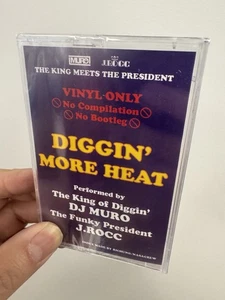 MURO J.ROCC
THE KING MEETS THE PRESIDENT
VINYL-ONLY
No Compilation
No Bootleg
DIGGIN'
MORE HEAT
Performed by
The King of Diggin'
DJ MURO
The Funky President
J.ROCC